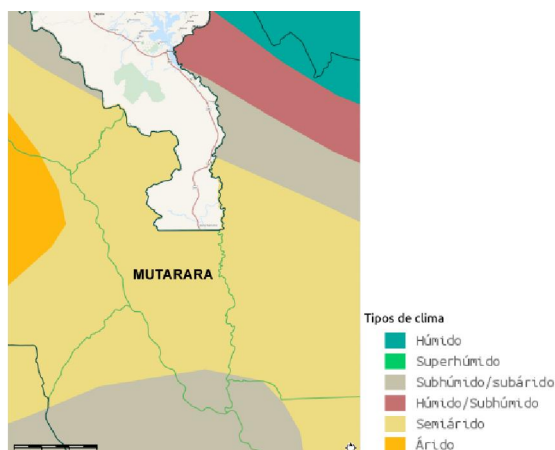 MUTARARA
Tipos de clima
Húmido
Superhúmido
Subhúmido/subárido
Húmido/Subhúmido
Semiárido
Árido